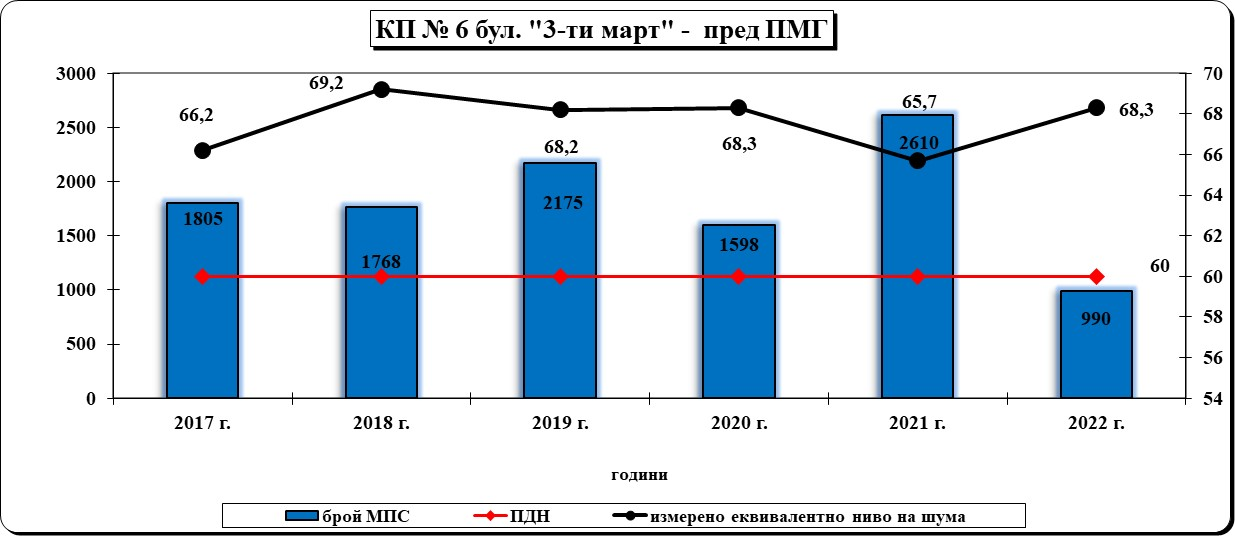 КП № 6 бул. "3-ти март" - пред ПМГ
3000
2500
2000
1500
1000
500
0
70
68
66
64
62
60
58
56
54
66,2
69,2
68,2
68,3
65,7
68,3
1805
1768
2175
1598
2610
990
60
2017 г.
2018 г.
2019 г.
2020 г.
2021 г.
2022 г.
години
брой МПС
ПДН
измерено еквивалентно ниво на шума